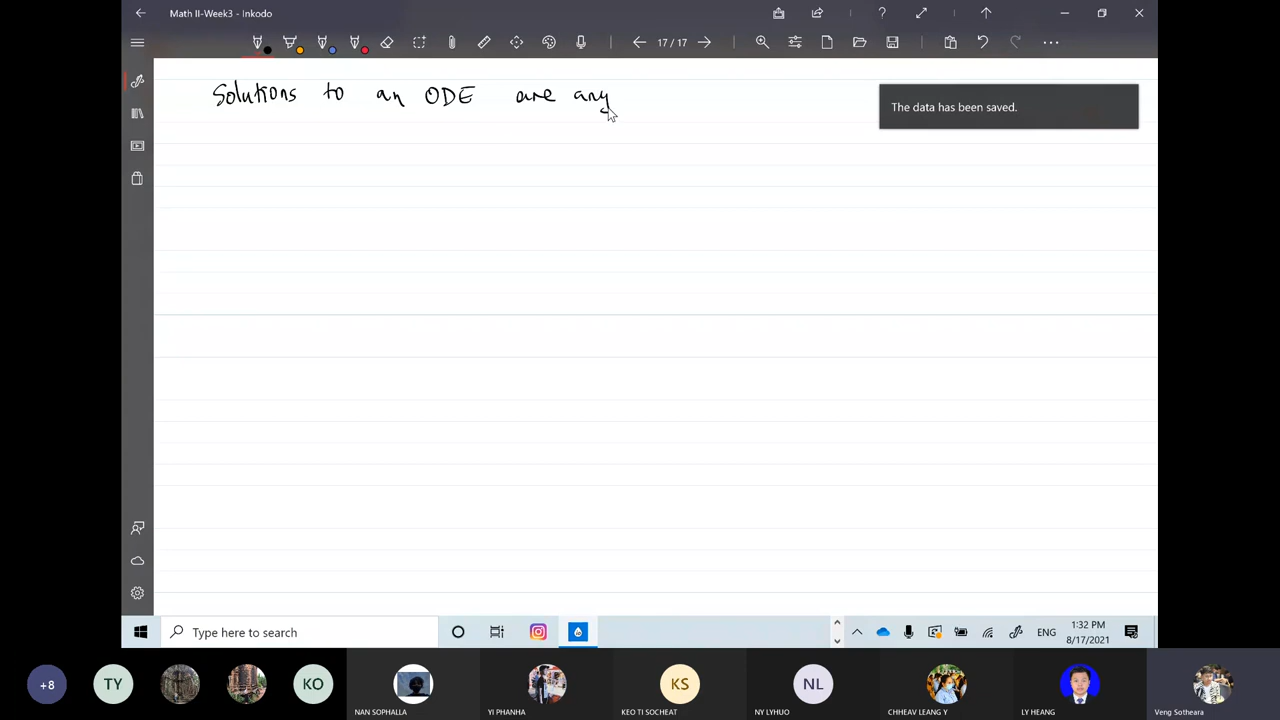 Math II-Week3 - Inkodo
17 / 17
Solutions to an ODE are any
The data has been saved.
Type here to search
ENG
1:32 PM
8/17/2021
+8
TY
KO
KS
NL
NAN SOPHALLA
YI PHANHA
KEO TI SOCHEAT
NY LYHUO
CHHEAV LEANG Y
LY HEANG
Veng Sotheara